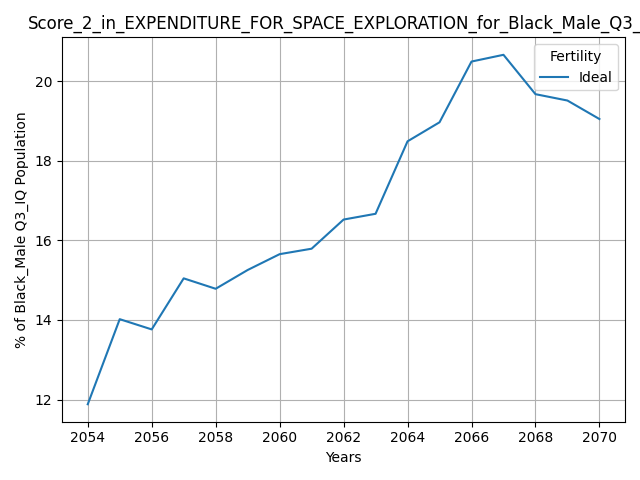 Score_2_in_EXPENDITURE_FOR_SPACE_EXPLORATION_for_Black_Male_Q3_
Fertility
Ideal
% of Black_Male Q3_IQ Population
20
18
16
14
12
2054 2056 2058 2060 2062 2064 2066 2068 2070
Years